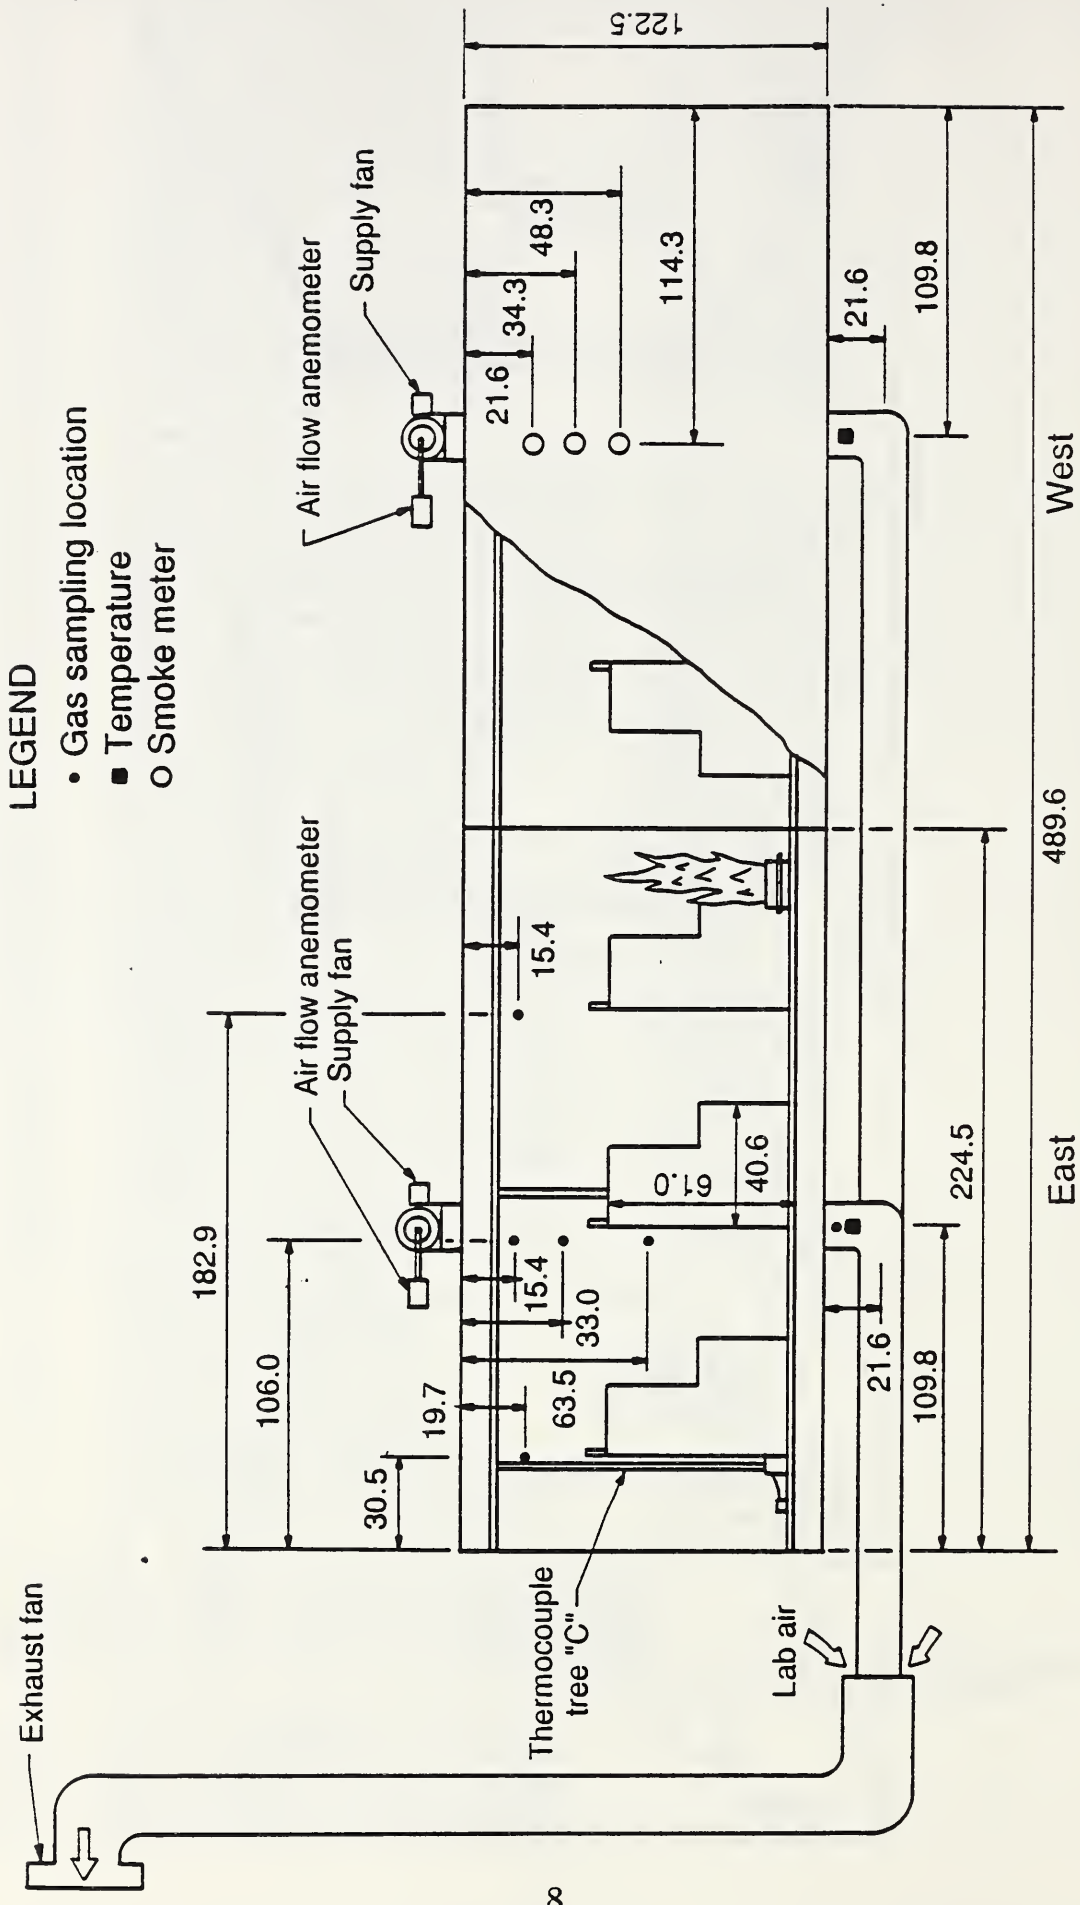 LEGEND
• Gas sampling location
■ Temperature
O Smoke meter
Exhaust fan
Air flow anemometer
Supply fan
Air flow anemometer
Supply fan
182.9
106.0
30.5
19.7
15.4
33.0
63.5
15.4
21.6
34.3
48.3
114.3
122.5
61.0
40.6
Thermocouple
tree "C"
Lab air
21.6
109.8
224.5
489.6
21.6
109.8
East
West
8